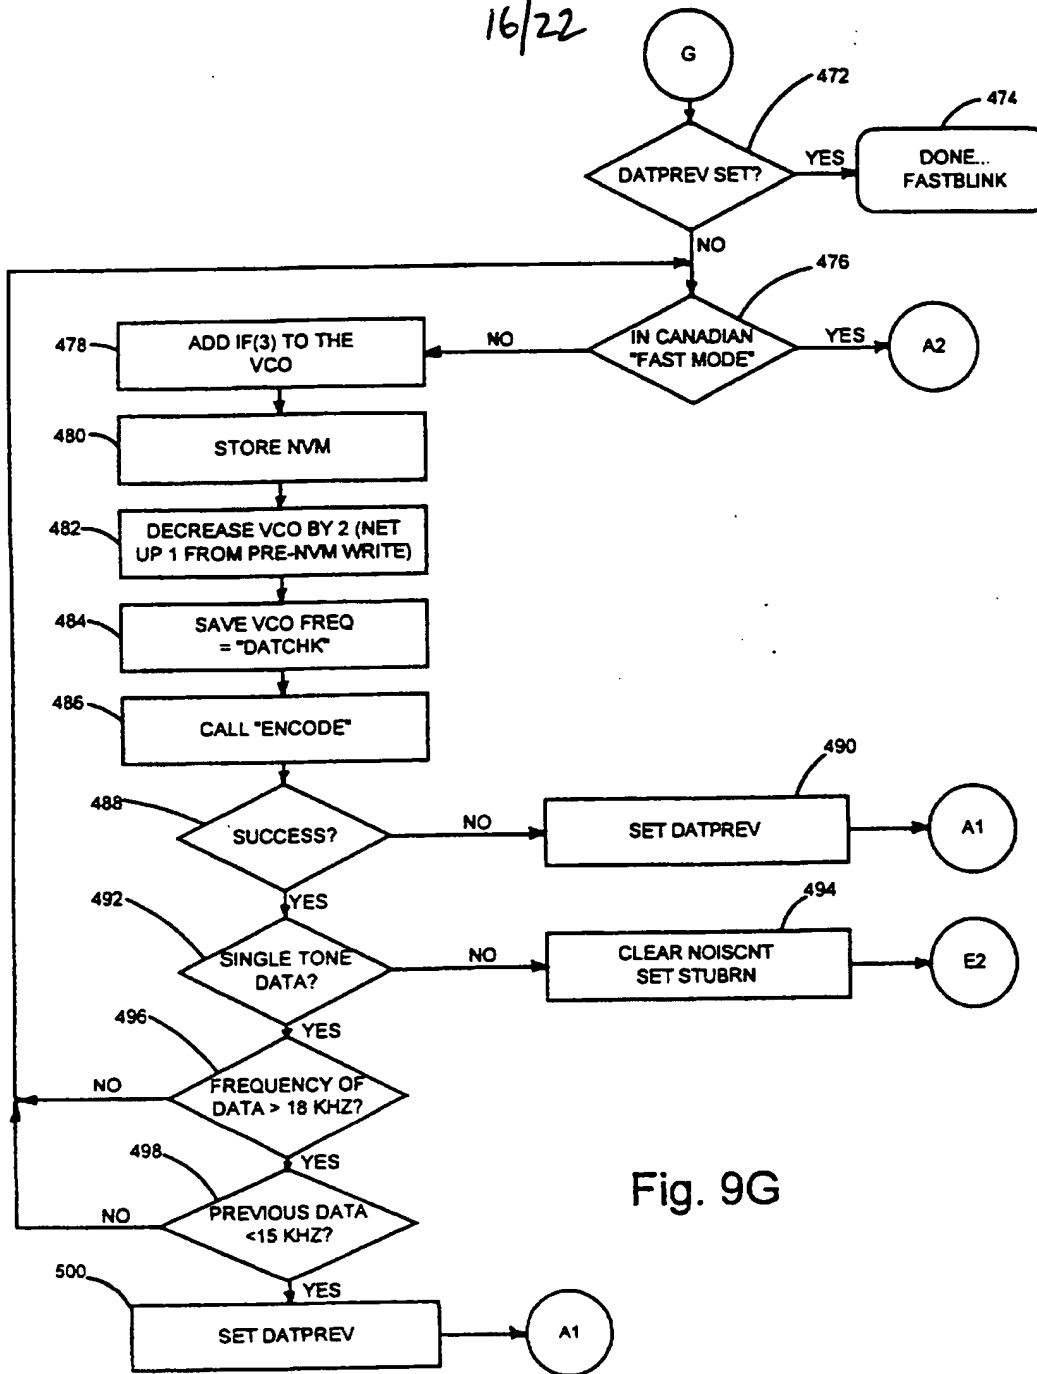 16/22
G
472
474
DATPREV SET?
YES
DONE...
FASTBLINK
NO
476
478
ADD IF(3) TO THE
VCO
NO
IN CANADIAN
"FAST MODE"
YES
A2
480
STORE NVM
482
DECREASE VCO BY 2 (NET
UP 1 FROM PRE-NVM WRITE)
484
SAVE VCO FREQ
= "DATCHK"
486
CALL "ENCODE"
488
SUCCESS?
NO
490
SET DATPREV
A1
YES
492
SINGLE TONE
DATA?
NO
494
CLEAR NOISCNT
SET STUBRN
E2
YES
496
NO
FREQUENCY OF
DATA > 18 KHZ?
YES
498
NO
PREVIOUS DATA
<15 KHZ?
YES
500
SET DATPREV
A1
Fig. 9G